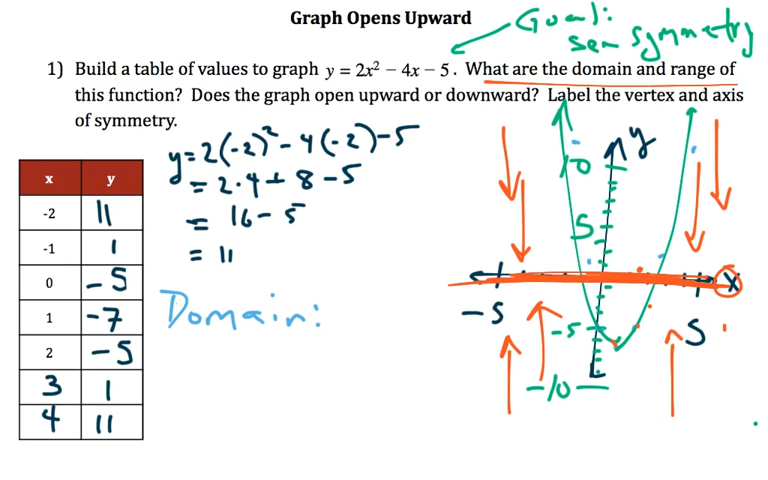 Graph Opens Upward
Goal:
see symmetry
1) Build a table of values to graph y = 2x² − 4x − 5. What are the domain and range of
this function? Does the graph open upward or downward? Label the vertex and axis
of symmetry.
y=2(-2)²-4(-2)-5
= 2·4+8-5
= 16-5
= 11
x y
-2 11
-1 1
0 -5
1 -7
2 -5
3 1
4 11
Domain:
y
10
5
x
-5
5
-5
-10